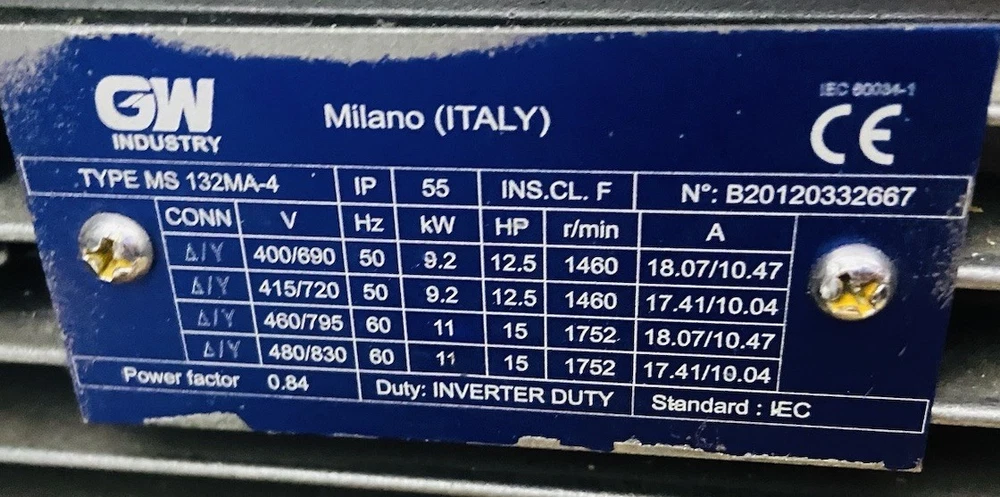 GW
INDUSTRY
Milano (ITALY)
IEC 60034-1
CE
TYPE MS 132MA-4 IP 55 INS.CL. F N°: B20120332667
CONN V Hz kW HP r/min A
Δ/Y 400/690 50 9.2 12.5 1460 18.07/10.47
Δ/Y 415/720 50 9.2 12.5 1460 17.41/10.04
Δ/Y 460/795 60 11 15 1752 18.07/10.47
Δ/Y 480/830 60 11 15 1752 17.41/10.04
Power factor 0.84 Duty: INVERTER DUTY Standard : IEC